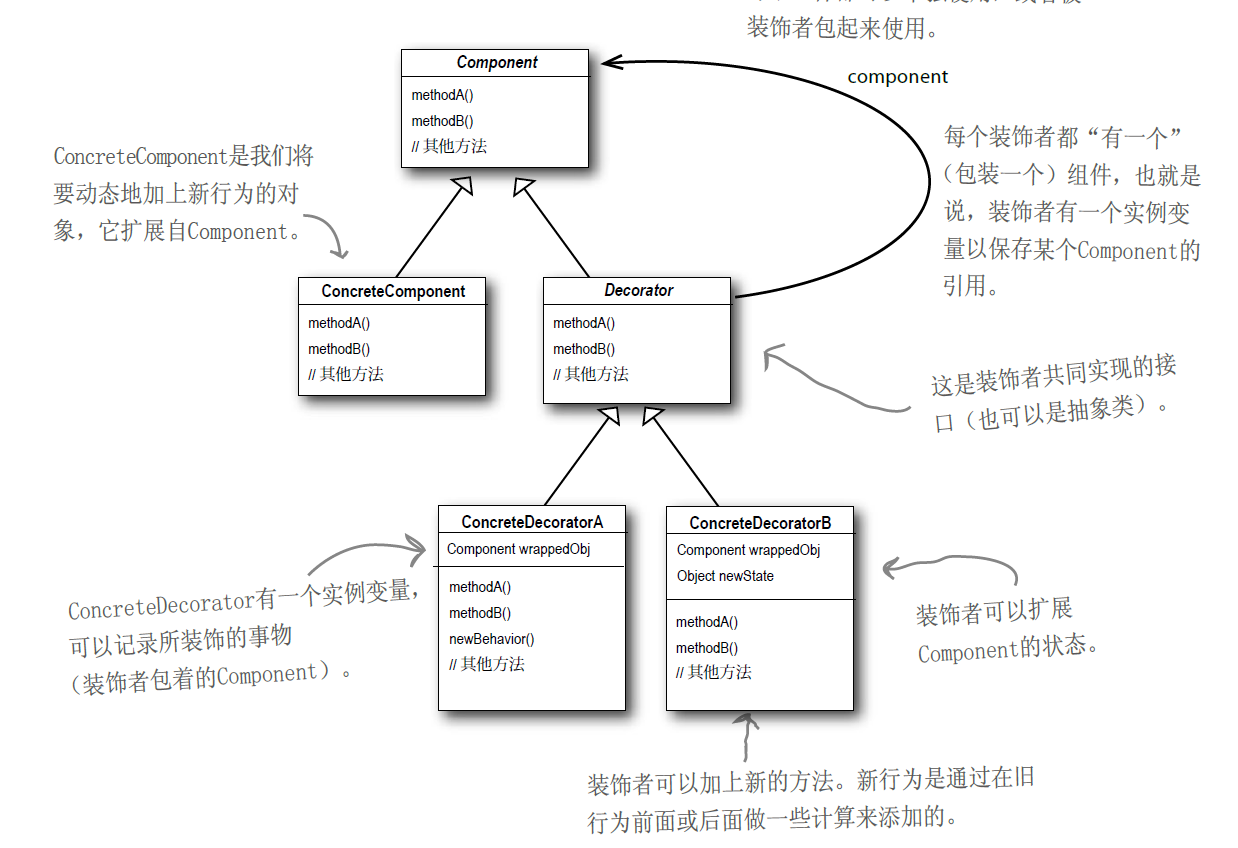 装饰者包起来使用。
Component
methodA()
methodB()
// 其他方法
component
ConcreteComponent是我们将
要动态地加上新行为的对
象，它扩展自Component。
每个装饰者都“有一个”
（包装一个）组件，也就是
说，装饰者有一个实例变
量以保存某个Component的
引用。
ConcreteComponent
methodA()
methodB()
// 其他方法
Decorator
methodA()
methodB()
// 其他方法
这是装饰者共同实现的接
口（也可以是抽象类）。
ConcreteDecoratorA
Component wrappedObj
methodA()
methodB()
newBehavior()
// 其他方法
ConcreteDecoratorB
Component wrappedObj
Object newState
methodA()
methodB()
// 其他方法
ConcreteDecorator有一个实例变量，
可以记录所装饰的事物
（装饰者包着的Component）。
装饰者可以扩展
Component的状态。
装饰者可以加上新的方法。新行为是通过在旧
行为前面或后面做一些计算来添加的。